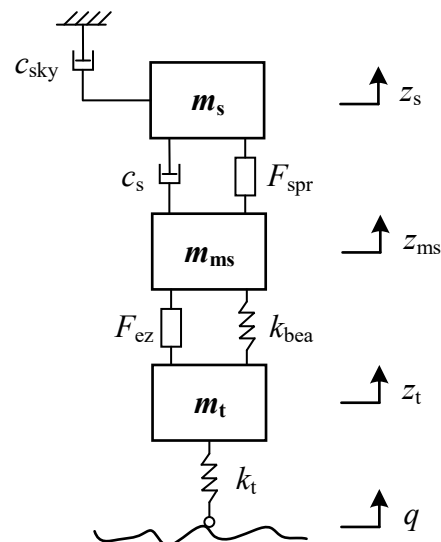 c_sky
m_s
z_s
c_s
F_spr
m_ms
z_ms
F_ez
k_bea
m_t
z_t
k_t
q